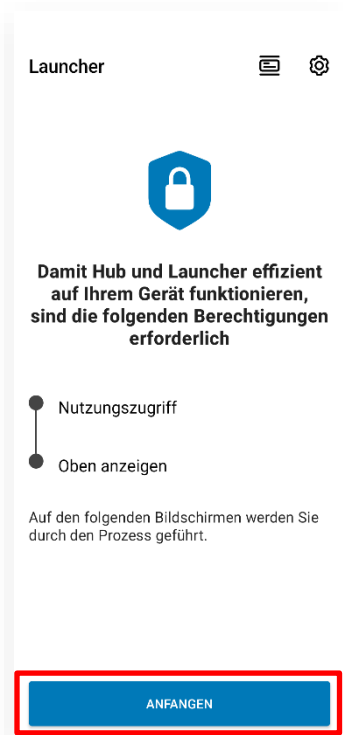 Launcher
Damit Hub und Launcher effizient
auf Ihrem Gerät funktionieren,
sind die folgenden Berechtigungen
erforderlich
Nutzungszugriff
Oben anzeigen
Auf den folgenden Bildschirmen werden Sie
durch den Prozess geführt.
ANFANGEN